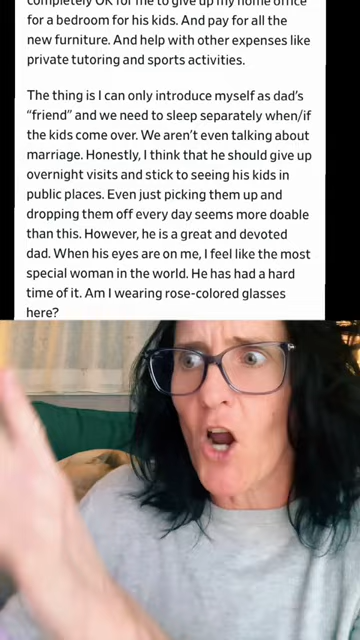 completely OK for me to give up my home office
for a bedroom for his kids. And pay for all the
new furniture. And help with other expenses like
private tutoring and sports activities.
The thing is I can only introduce myself as dad's
“friend” and we need to sleep separately when/if
the kids come over. We aren't even talking about
marriage. Honestly, I think that he should give up
overnight visits and stick to seeing his kids in
public places. Even just picking them up and
dropping them off every day seems more doable
than this. However, he is a great and devoted
dad. When his eyes are on me, I feel like the most
special woman in the world. He has had a hard
time of it. Am I wearing rose-colored glasses
here?